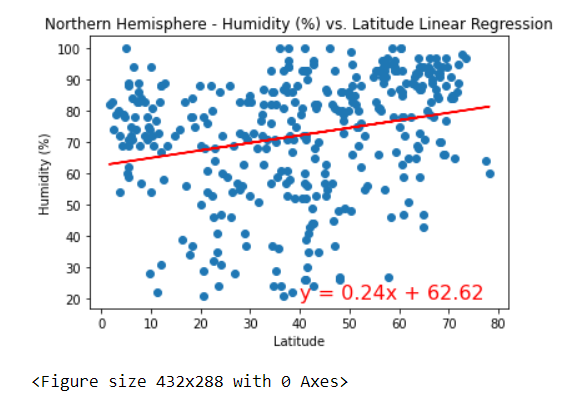 Northern Hemisphere - Humidity (%) vs. Latitude Linear Regression
100
90
80
70
60
50
40
30
20
Humidity (%)
y = 0.24x + 62.62
0 10 20 30 40 50 60 70 80
Latitude
<Figure size 432x288 with 0 Axes>